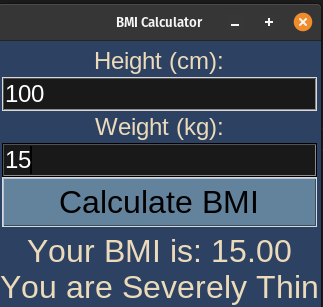 BMI Calculator
Height (cm):
100
Weight (kg):
15
Calculate BMI
Your BMI is: 15.00
You are Severely Thin